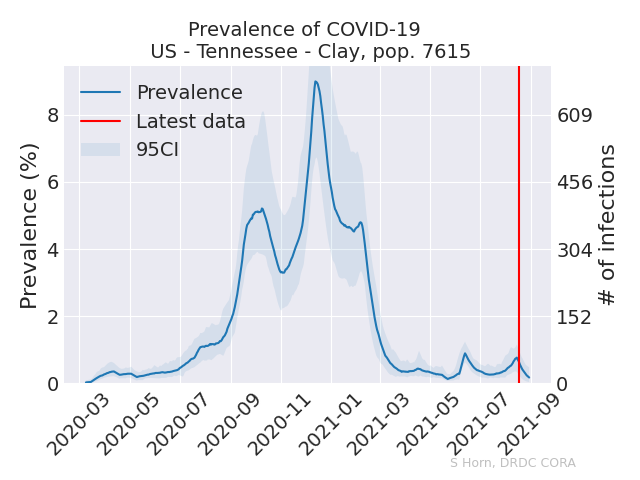 Prevalence of COVID-19
US - Tennessee - Clay, pop. 7615
Prevalence
Latest data
95CI
Prevalence (%)
8
6
4
2
0
# of infections
609
456
304
152
0
2020-03
2020-05
2020-07
2020-09
2020-11
2021-01
2021-03
2021-05
2021-07
2021-09
S Horn, DRDC CORA